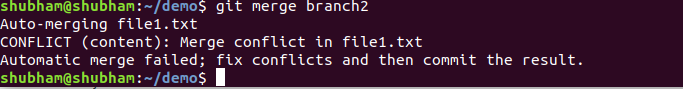 shubham@shubham:~/demo$ git merge branch2
Auto-merging file1.txt
CONFLICT (content): Merge conflict in file1.txt
Automatic merge failed; fix conflicts and then commit the result.
shubham@shubham:~/demo$